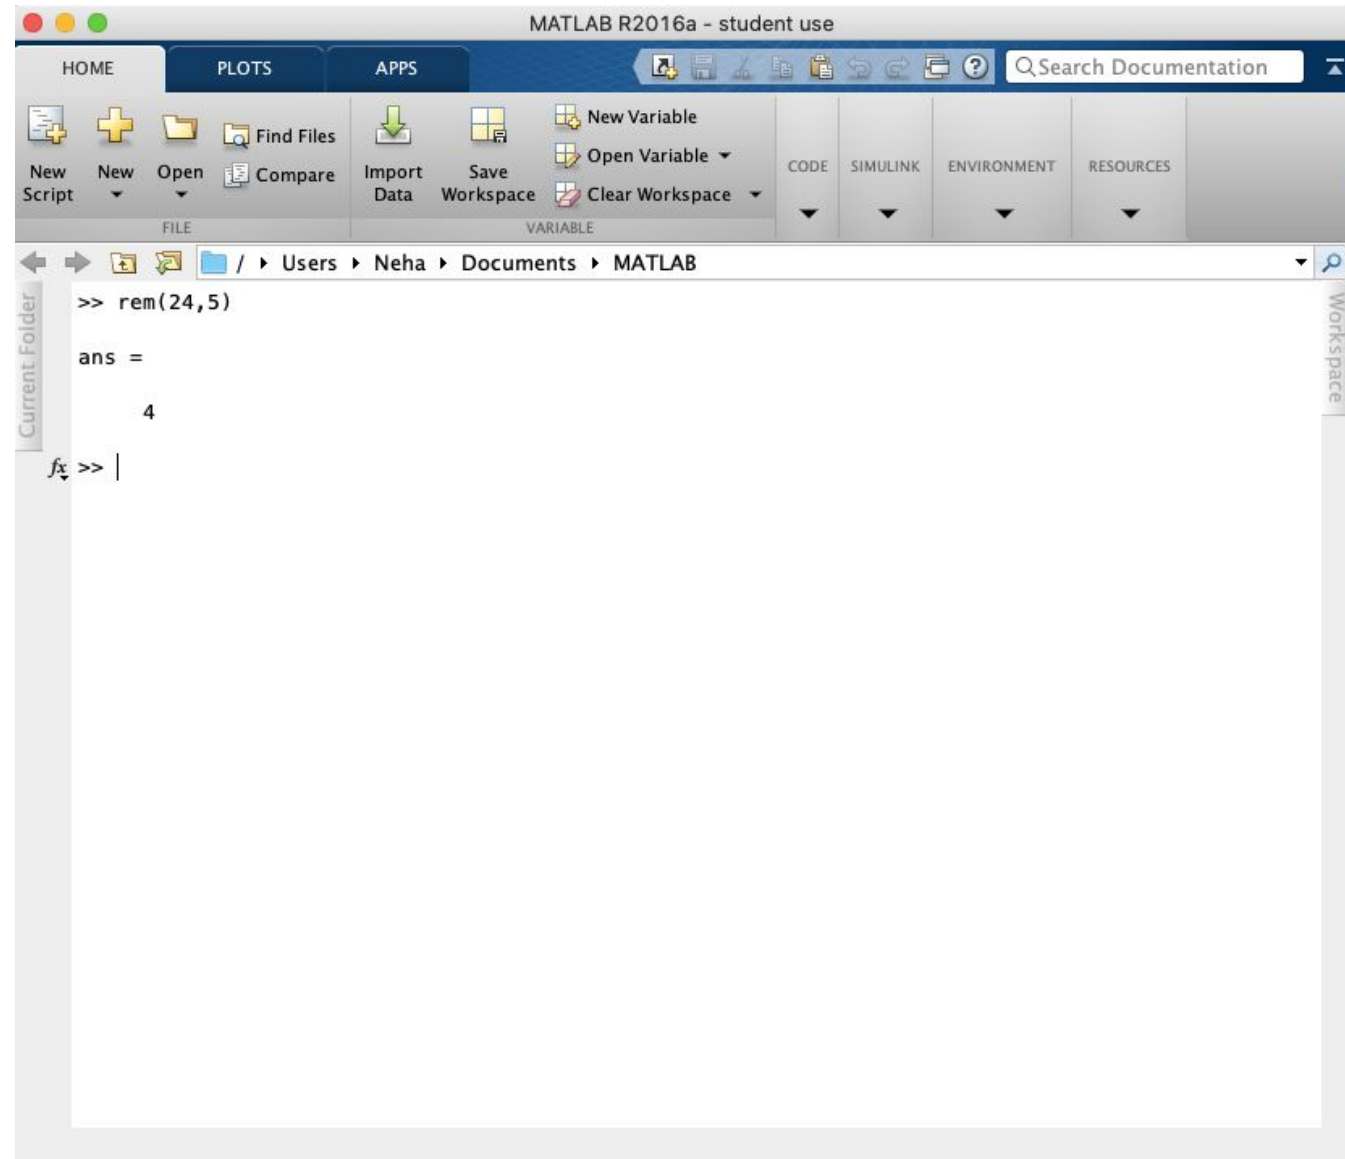 MATLAB R2016a - student use
HOME PLOTS APPS Search Documentation
New Script New Open Find Files Compare
FILE
Import Data Save Workspace New Variable Open Variable Clear Workspace
VARIABLE
CODE SIMULINK ENVIRONMENT RESOURCES
/ Users Neha Documents MATLAB
Current Folder
>> rem(24,5)
ans =
4
fx >>
Workspace